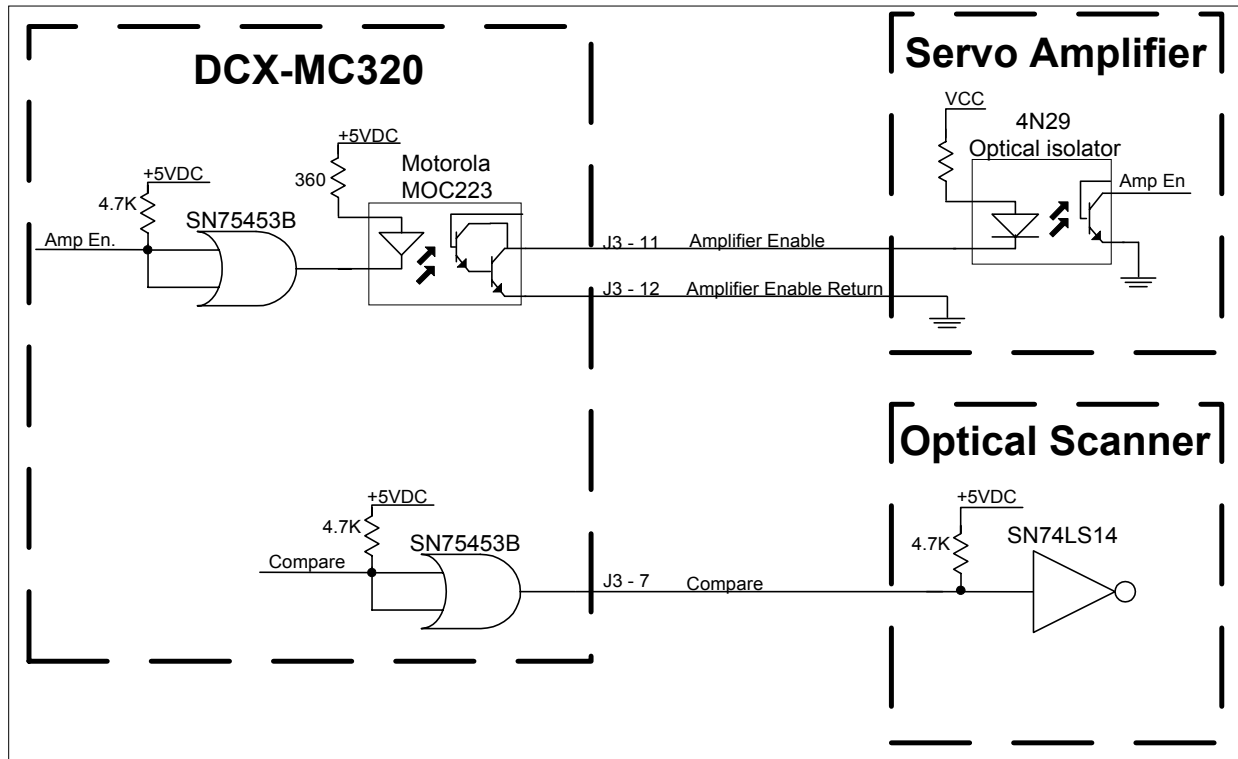 DCX-MC320
+5VDC
4.7K
SN75453B
Amp En.
+5VDC
360
Motorola
MOC223
J3 - 11 Amplifier Enable
J3 - 12 Amplifier Enable Return
Servo Amplifier
VCC
4N29
Optical isolator
Amp En
+5VDC
4.7K
SN75453B
Compare
J3 - 7 Compare
Optical Scanner
+5VDC
4.7K
SN74LS14